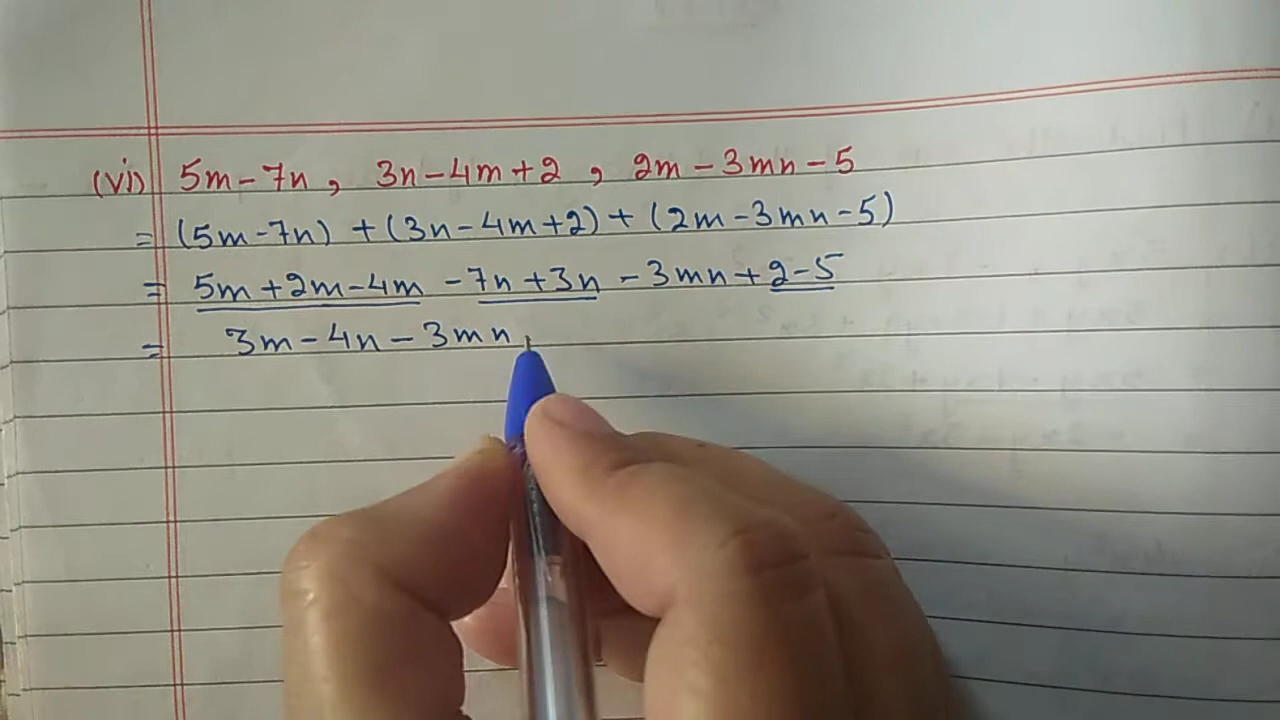 (vi) 5m-7n, 3n-4m+2, 2m-3mn-5
= (5m-7n) + (3n-4m+2) + (2m-3mn-5)
= 5m+2m-4m -7n+3n -3mn+2-5
= 3m-4n-3mn